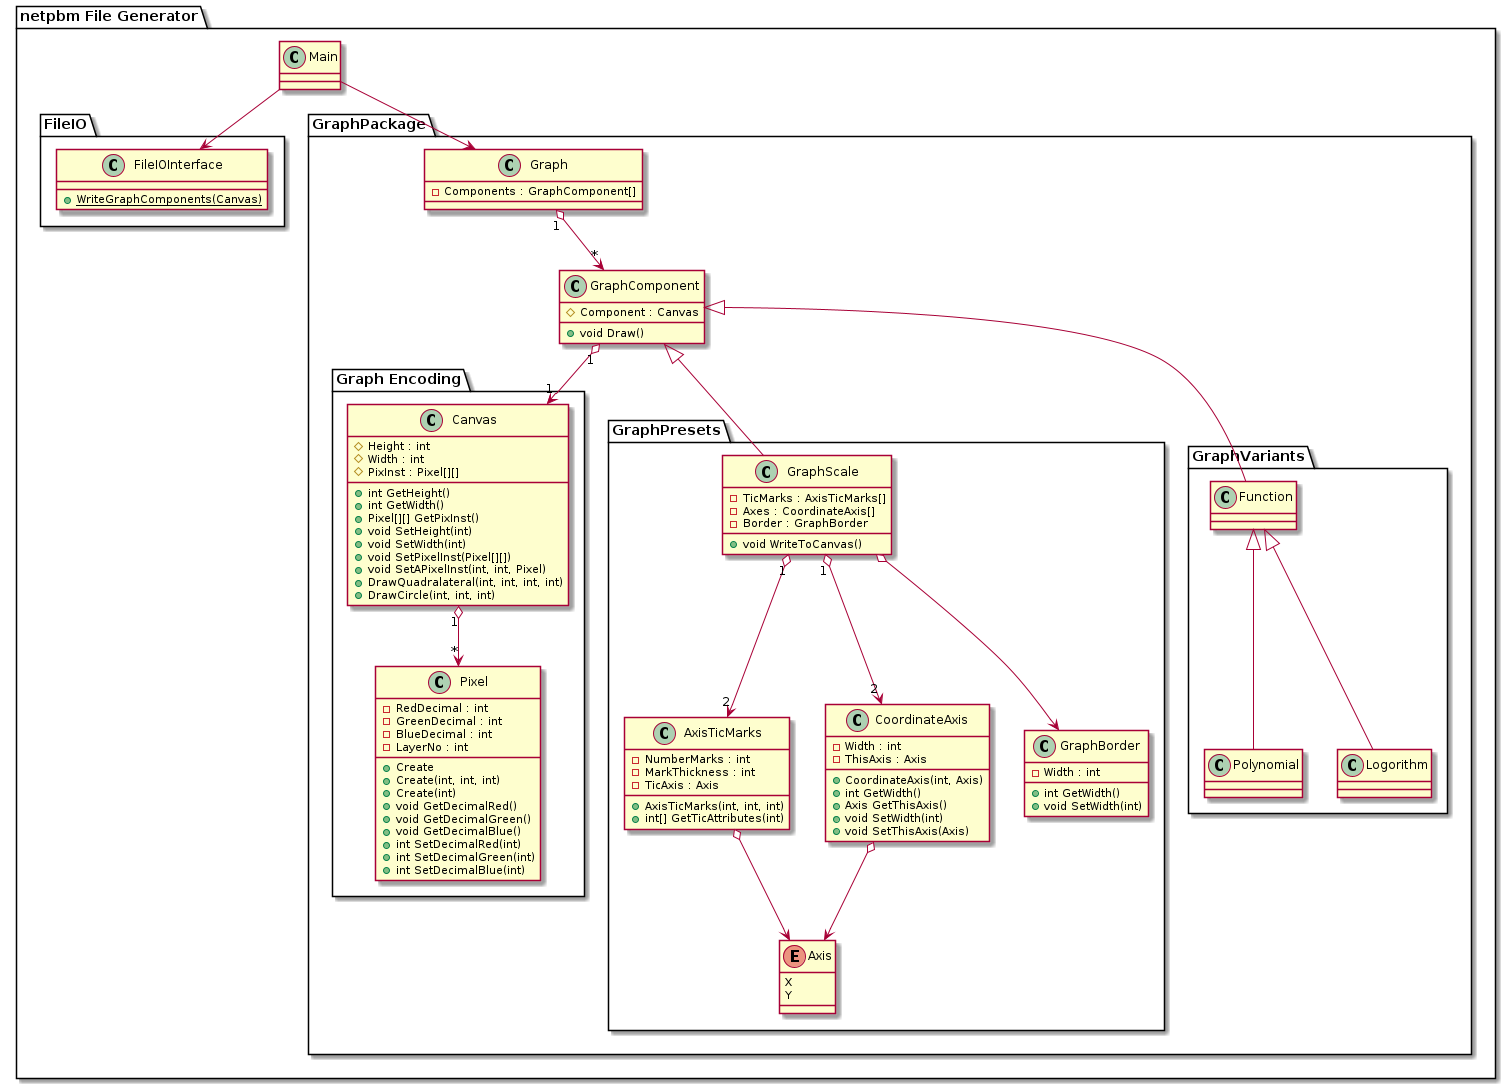 netpbm File Generator
C Main
FileIO
C FileIOInterface
WriteGraphComponents(Canvas)
GraphPackage
C Graph
Components : GraphComponent[]
1
*
C GraphComponent
Component : Canvas
void Draw()
1
1
Graph Encoding
C Canvas
Height : int
Width : int
PixInst : Pixel[][]
int GetHeight()
int GetWidth()
Pixel[][] GetPixInst()
void SetHeight(int)
void SetWidth(int)
void SetPixelInst(Pixel[][])
void SetAPixelInst(int, int, Pixel)
DrawQuadralateral(int, int, int, int)
DrawCircle(int, int, int)
1
*
C Pixel
RedDecimal : int
GreenDecimal : int
BlueDecimal : int
LayerNo : int
Create
Create(int, int, int)
Create(int)
void GetDecimalRed()
void GetDecimalGreen()
void GetDecimalBlue()
int SetDecimalRed(int)
int SetDecimalGreen(int)
int SetDecimalBlue(int)
GraphPresets
C GraphScale
TicMarks : AxisTicMarks[]
Axes : CoordinateAxis[]
Border : GraphBorder
void WriteToCanvas()
1
1
2
2
C AxisTicMarks
NumberMarks : int
MarkThickness : int
TicAxis : Axis
AxisTicMarks(int, int, int)
int[] GetTicAttributes(int)
C CoordinateAxis
Width : int
ThisAxis : Axis
CoordinateAxis(int, Axis)
int GetWidth()
Axis GetThisAxis()
void SetWidth(int)
void SetThisAxis(Axis)
C GraphBorder
Width : int
int GetWidth()
void SetWidth(int)
E Axis
X
Y
GraphVariants
C Function
C Polynomial
C Logorithm